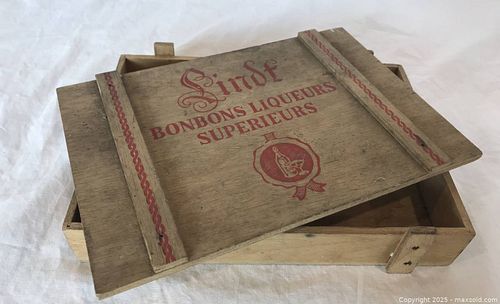 Lindt
BONBONS LIQUEURS
SUPERIEURS
Copyright 2025 - maxsold.com